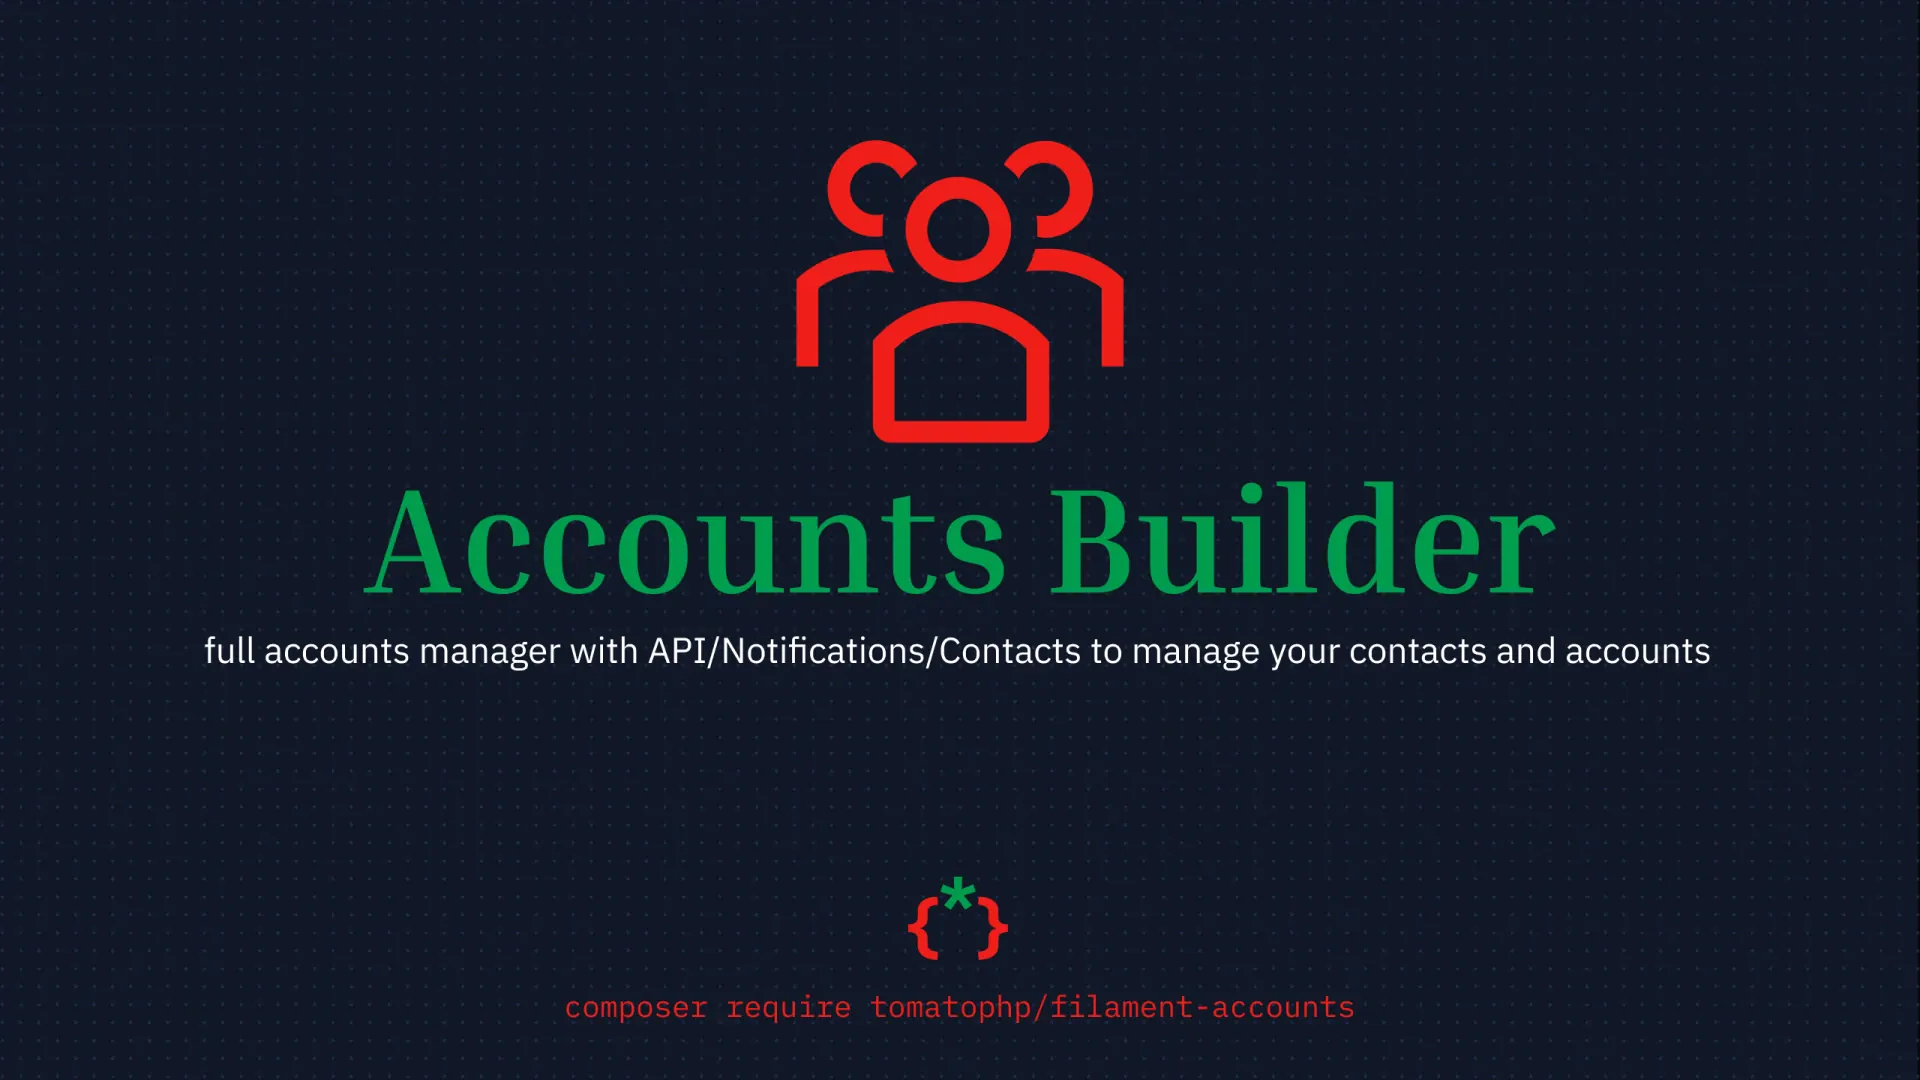 Accounts Builder
full accounts manager with API/Notifications/Contacts to manage your contacts and accounts
{*}
composer require tomatophp/filament-accounts